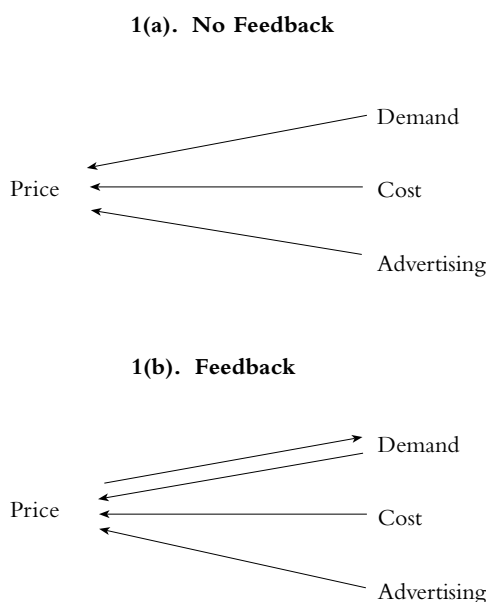 1(a). No Feedback
Demand
Price
Cost
Advertising
1(b). Feedback
Demand
Price
Cost
Advertising